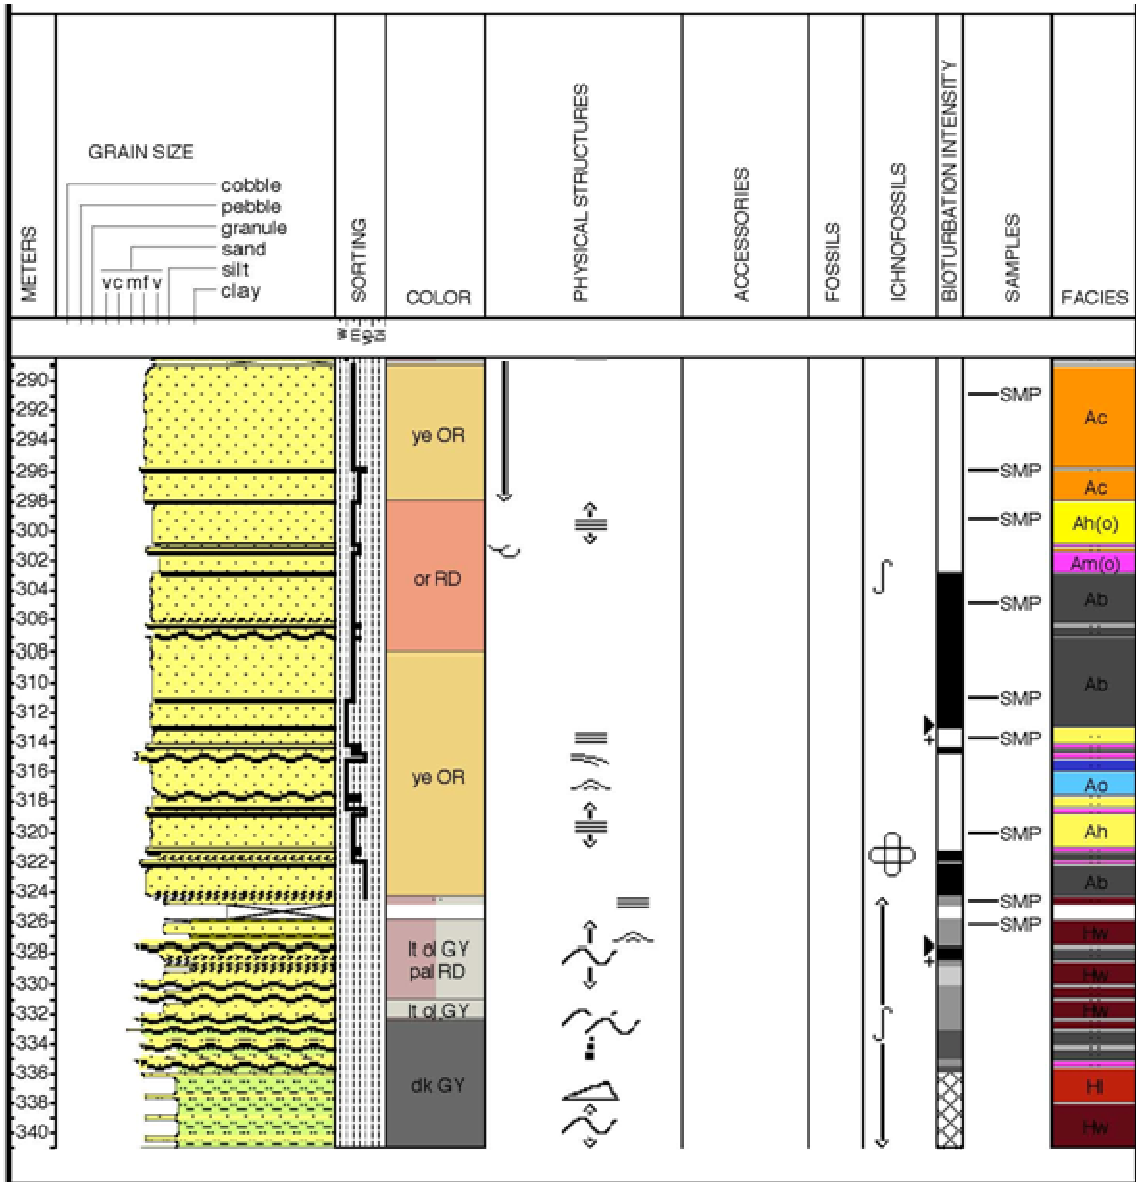 METERS
GRAIN SIZE
cobble
pebble
granule
sand
silt
clay
vc mf v
SORTING
COLOR
PHYSICAL STRUCTURES
ACCESSORIES
FOSSILS
ICHNOFOSSILS
BIOTURBATION INTENSITY
SAMPLES
FACIES
-290-
-292-
-294-
-296-
-298-
-300-
-302-
-304-
-306-
-308-
-310-
-312-
-314-
-316-
-318-
-320-
-322-
-324-
-326-
-328-
-330-
-332-
-334-
-336-
-338-
-340-
ye OR
or RD
ye OR
lt ol GY
pal RD
lt ol GY
dk GY
SMP
SMP
SMP
SMP
SMP
SMP
SMP
SMP
SMP
Ac
Ac
Ah(o)
Am(o)
Ab
Ab
Ao
Ah
Ab
Hw
Hw
Hw
Hl
Hw